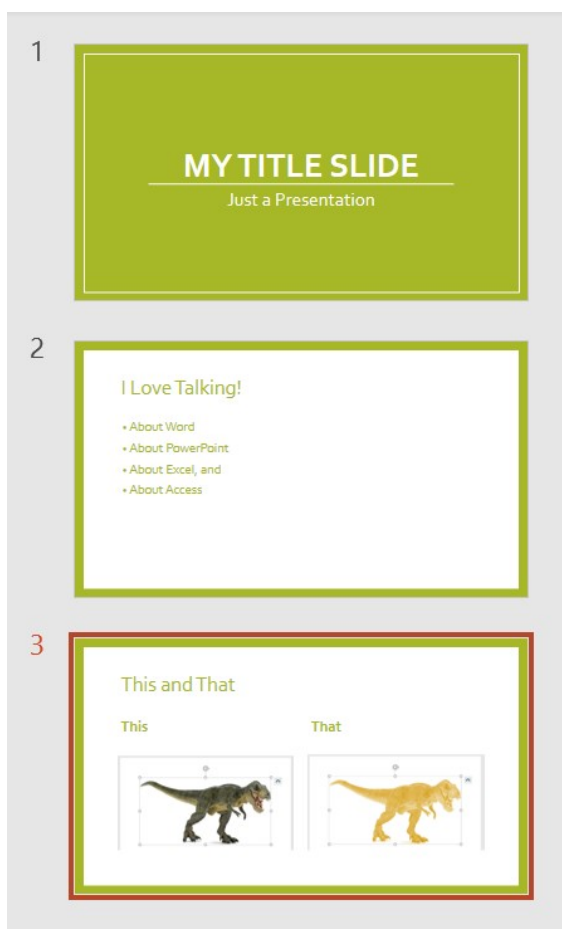 1
MY TITLE SLIDE
Just a Presentation
2
I Love Talking!
• About Word
• About PowerPoint
• About Excel, and
• About Access
3
This and That
This That